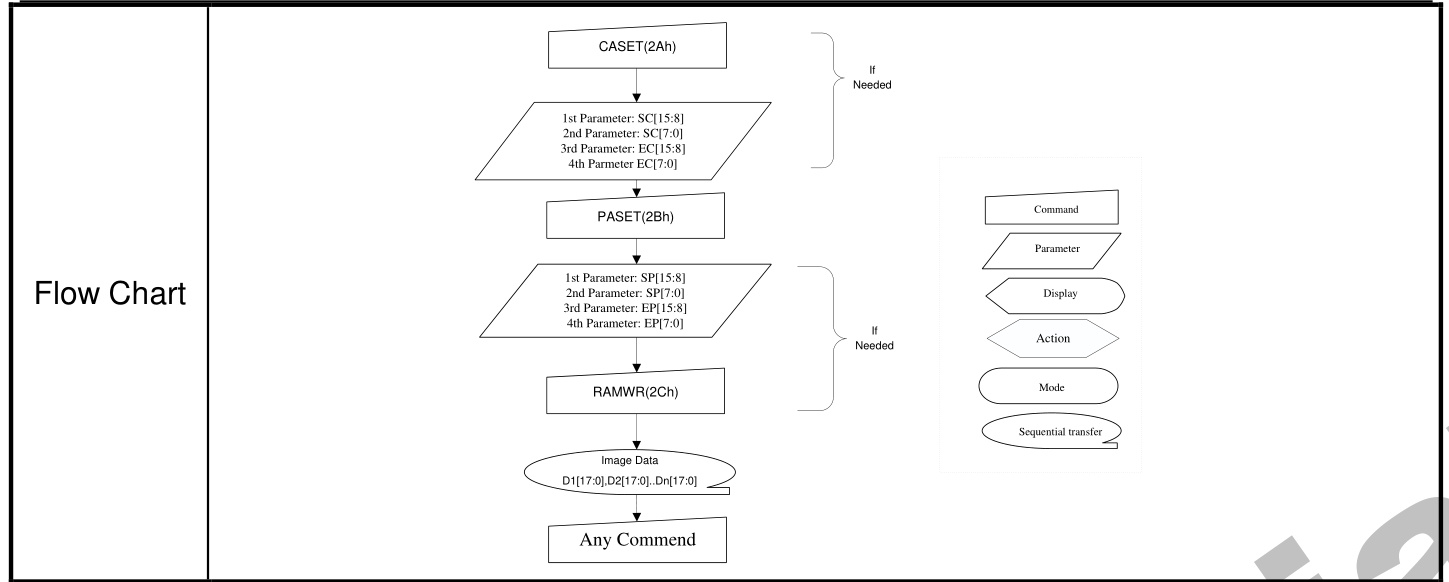 Flow Chart
CASET(2Ah)
1st Parameter: SC[15:8]
2nd Parameter: SC[7:0]
3rd Parameter: EC[15:8]
4th Parmeter EC[7:0]
If
Needed
PASET(2Bh)
1st Parameter: SP[15:8]
2nd Parameter: SP[7:0]
3rd Parameter: EP[15:8]
4th Parameter: EP[7:0]
If
Needed
RAMWR(2Ch)
Image Data
D1[17:0],D2[17:0]..Dn[17:0]
Any Commend
Command
Parameter
Display
Action
Mode
Sequential transfer